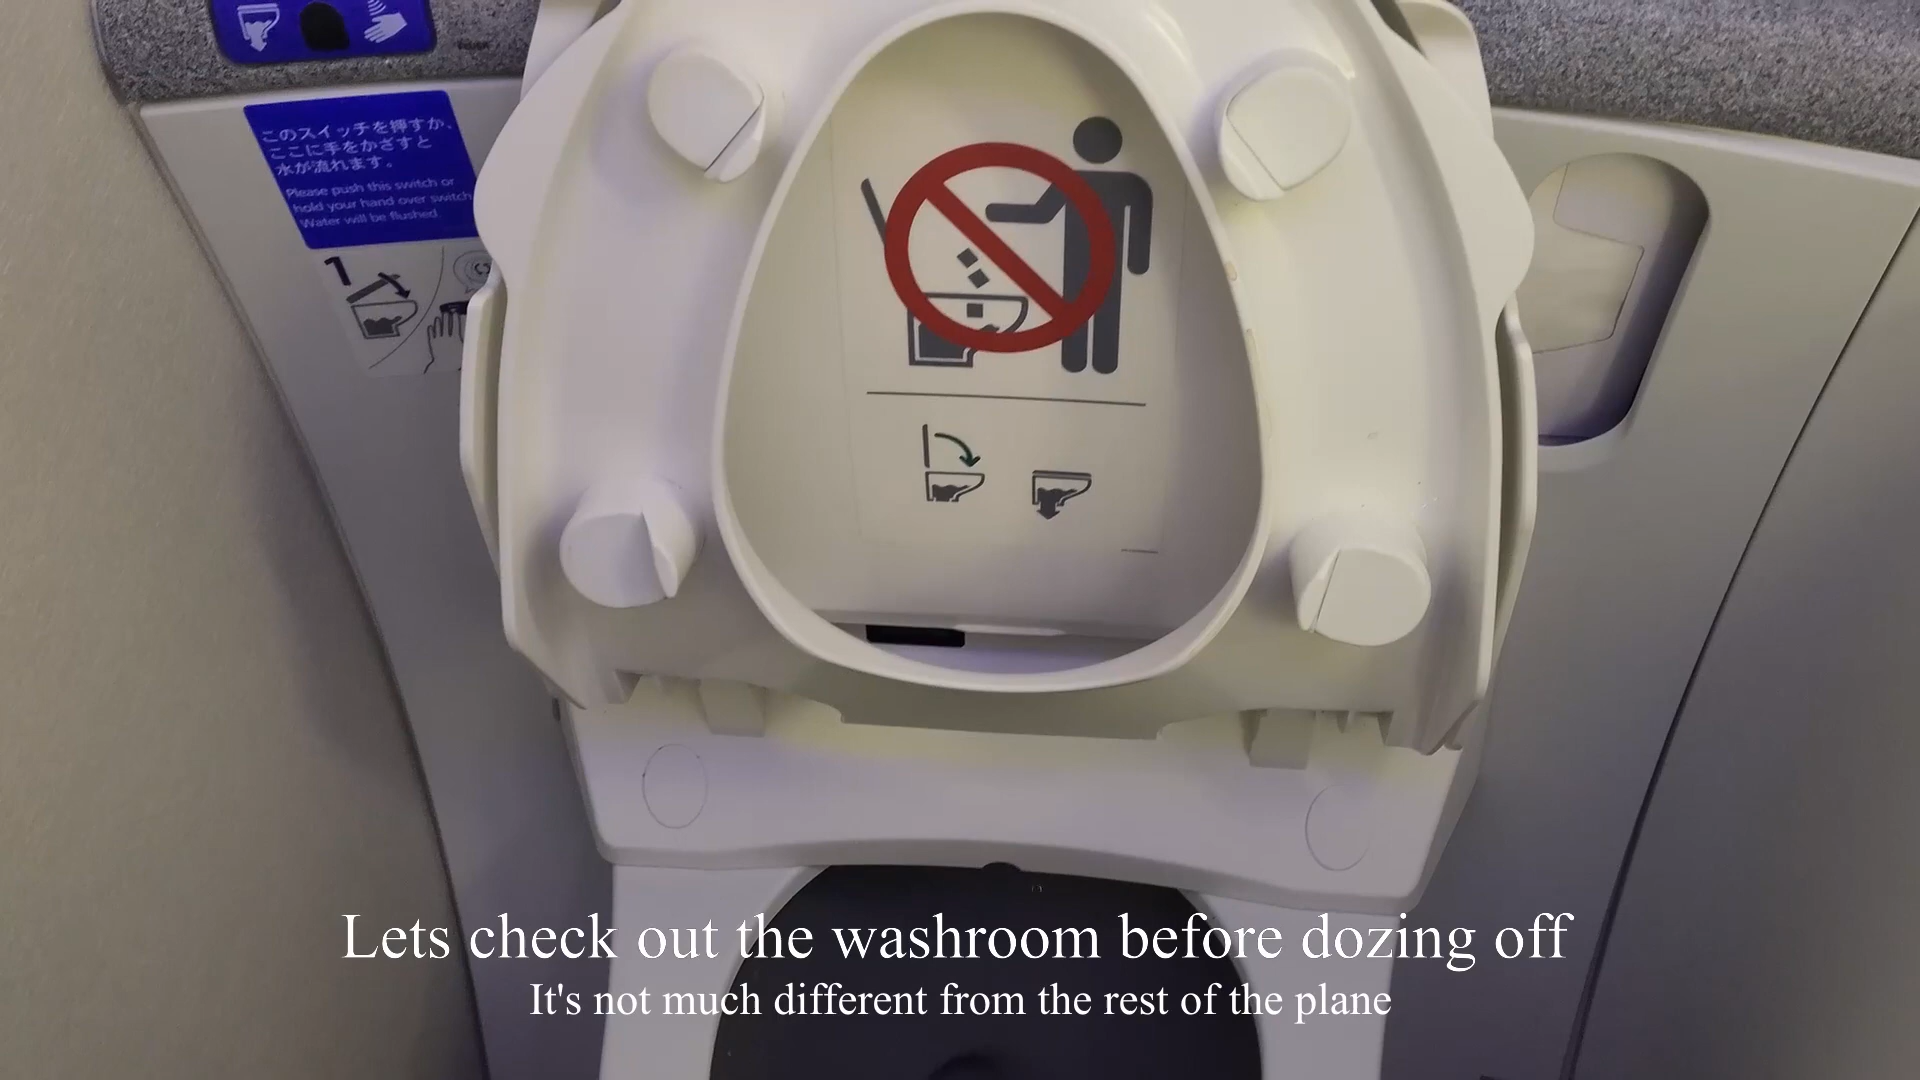 このスイッチを押すか、
ここに手をかざすと
水が流れます。
Please push this switch or
hold your hand over switch
Water will be flushed
1
Lets check out the washroom before dozing off
It's not much different from the rest of the plane